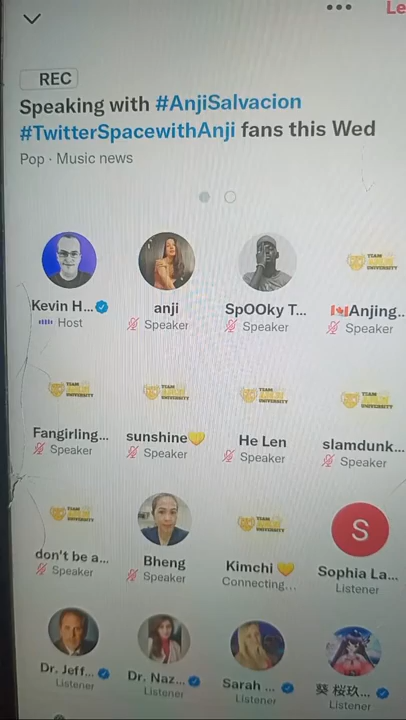 Le
REC
Speaking with #AnjiSalvacion
#TwitterSpacewithAnji fans this Wed
Pop · Music news
Kevin H... anji SpOOky T... 🇨🇦Anjing..
Host Speaker Speaker Speaker
TEAM
UNIVERSITY
Fangirling... sunshine💛 He Len slamdunk...
Speaker Speaker Speaker Speaker
don't be a... Bheng Kimchi 💛 Sophia La...
Speaker Speaker Connecting... Listener
S
Dr. Jeff... Dr. Naz... Sarah ... 葵 桜玖...
Listener Listener Listener Listener